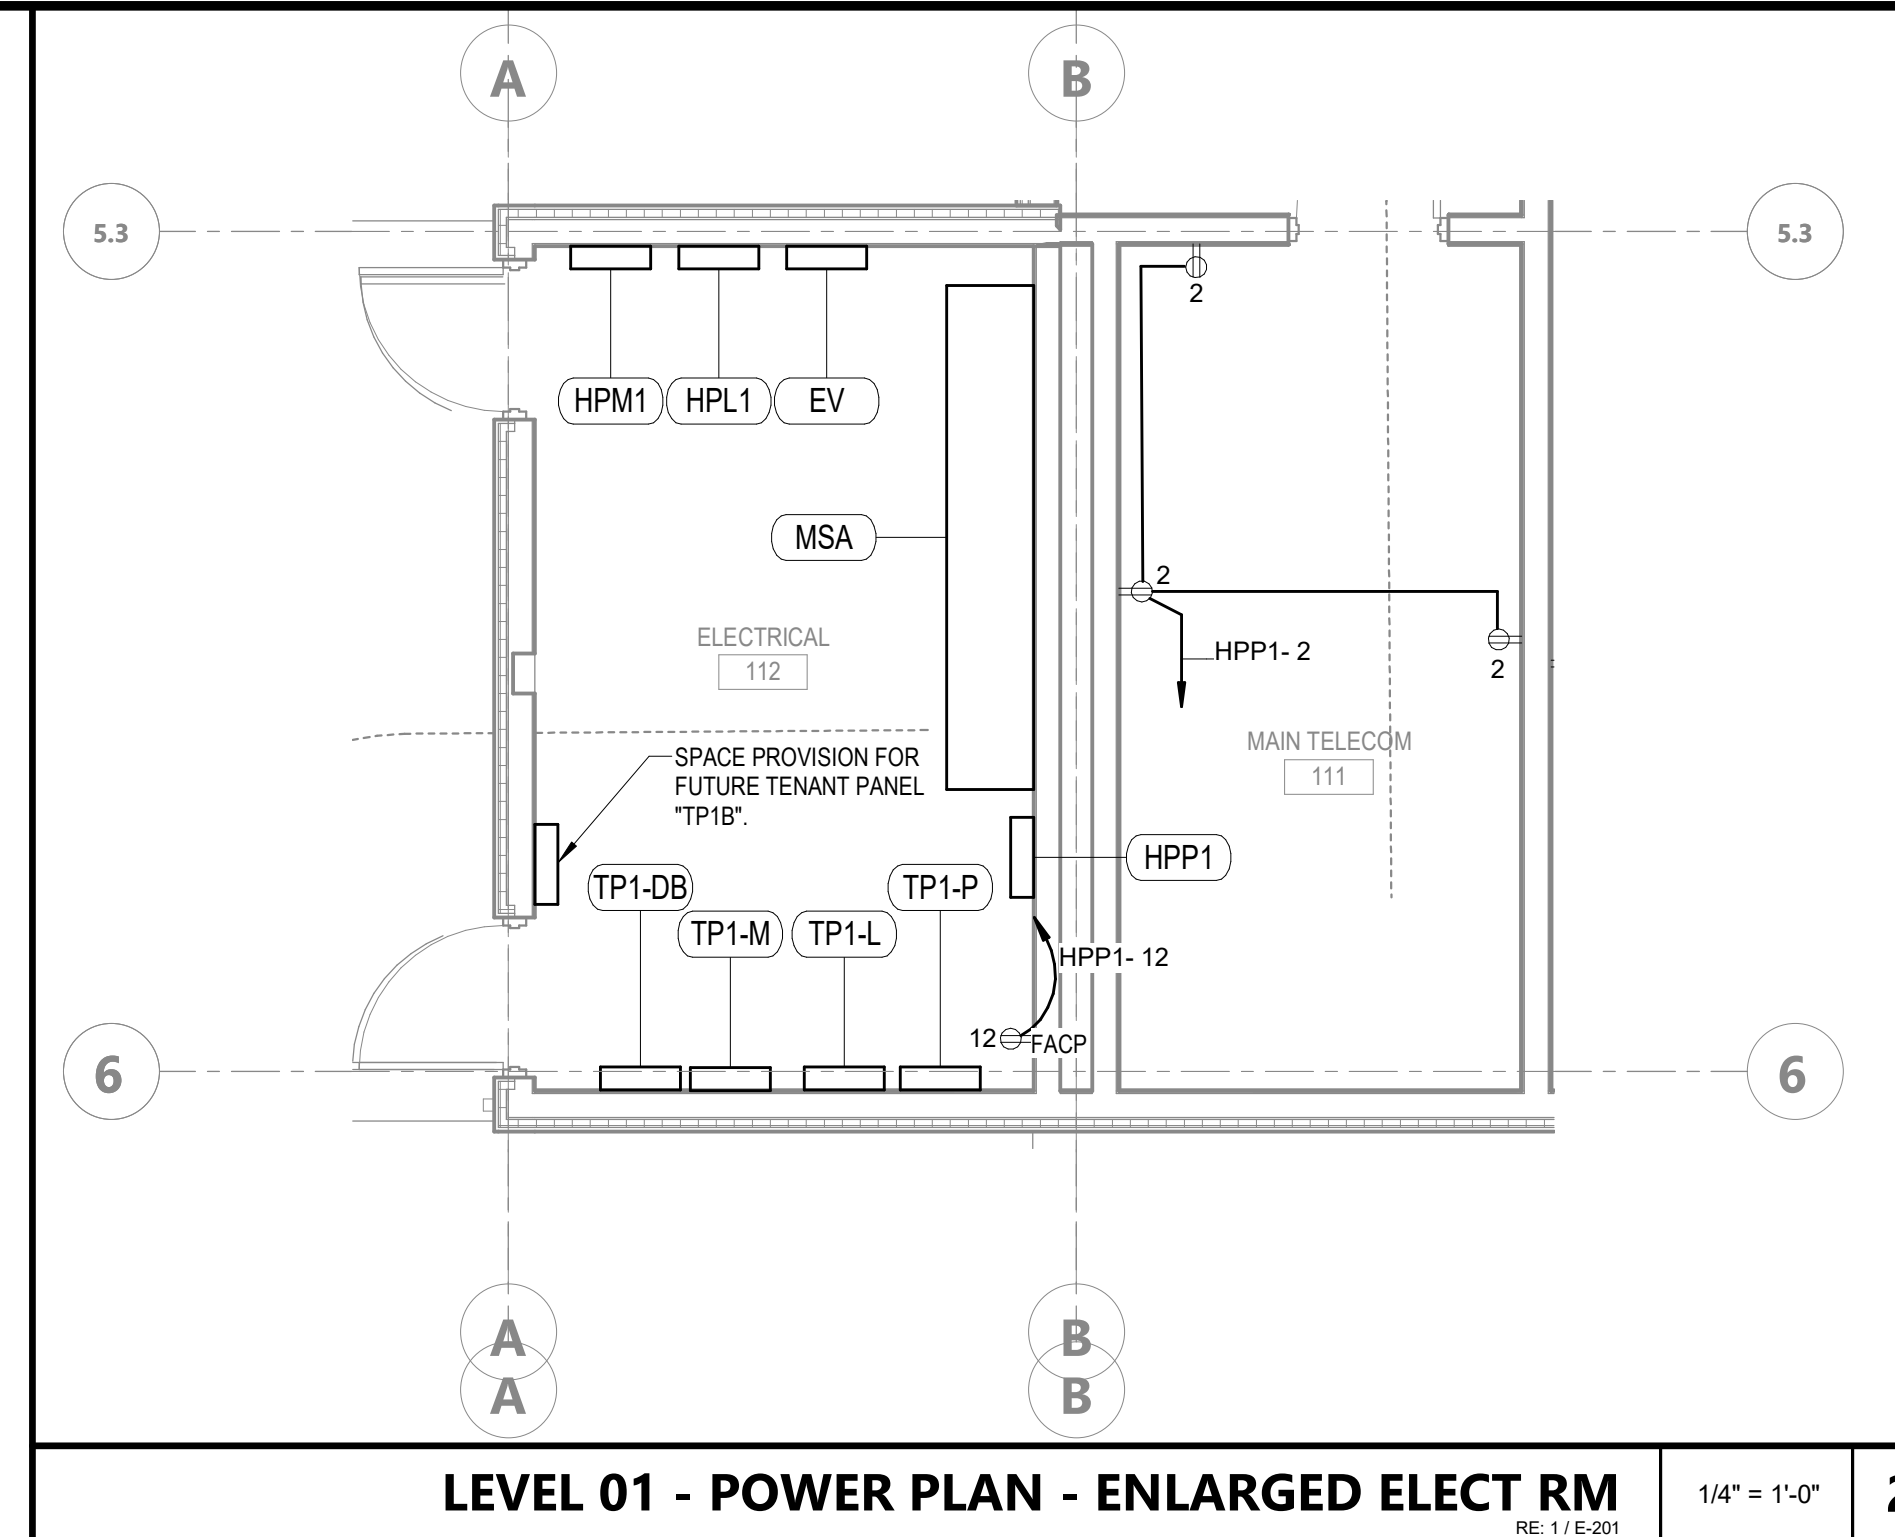 A
B
5.3
5.3
2
HPM1
HPL1
EV
MSA
2
ELECTRICAL
112
HPP1- 2
2
MAIN TELECOM
111
SPACE PROVISION FOR
FUTURE TENANT PANEL
"TP1B".
HPP1
TP1-DB
TP1-P
TP1-M
TP1-L
HPP1- 12
12
FACP
6
6
A
B
A
B
LEVEL 01 - POWER PLAN - ENLARGED ELECT RM
1/4" = 1'-0"
RE: 1 / E-201